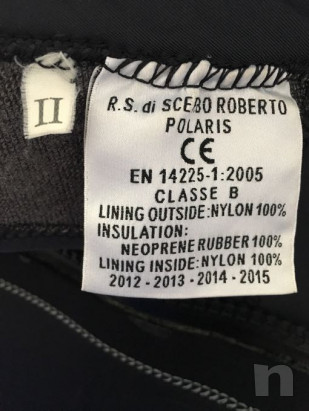 II
R.S. di SCEBO ROBERTO
POLARIS
CE
EN 14225-1:2005
CLASSE B
LINING OUTSIDE:NYLON 100%
INSULATION:
NEOPRENE RUBBER 100%
LINING INSIDE:NYLON 100%
2012 - 2013 - 2014 - 2015
n